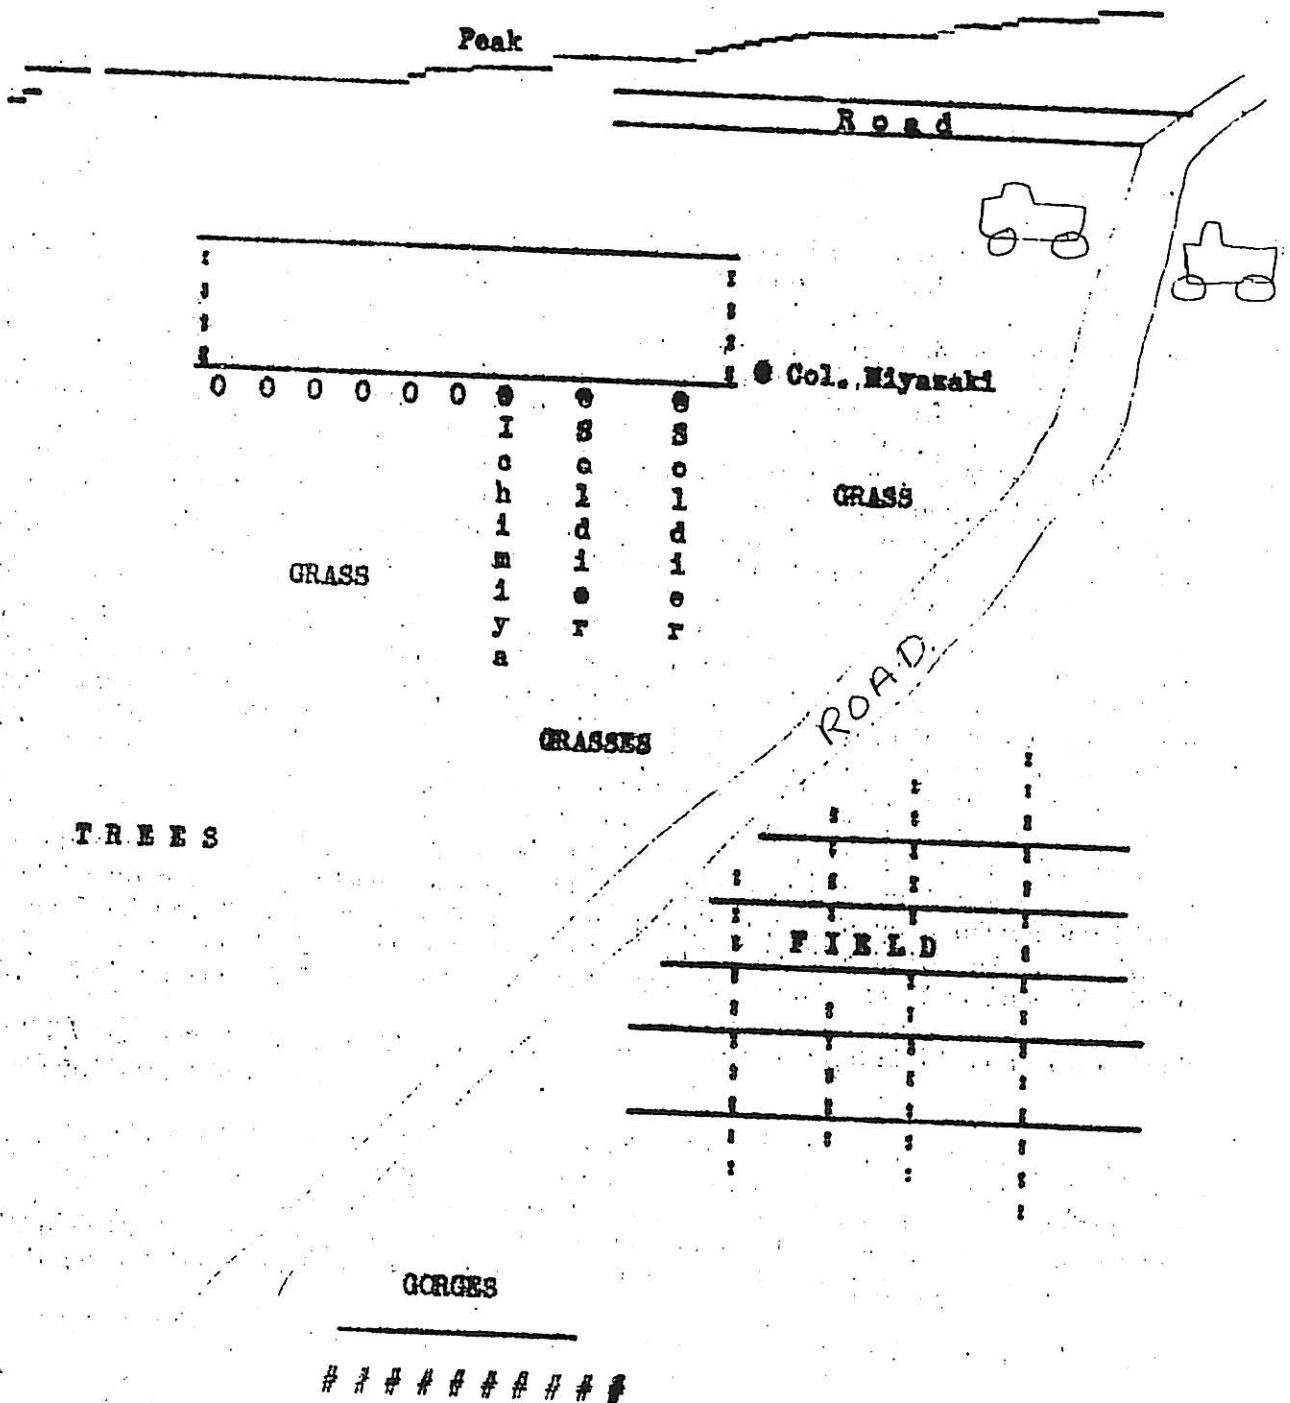 Peak
Road
Col. Miyazaki
O O O O O O
Ichimiya
Soldier
Soldier
GRASS
GRASS
ROAD.
GRASSES
TREES
FIELD
GORGES
# # # # # # # # # #